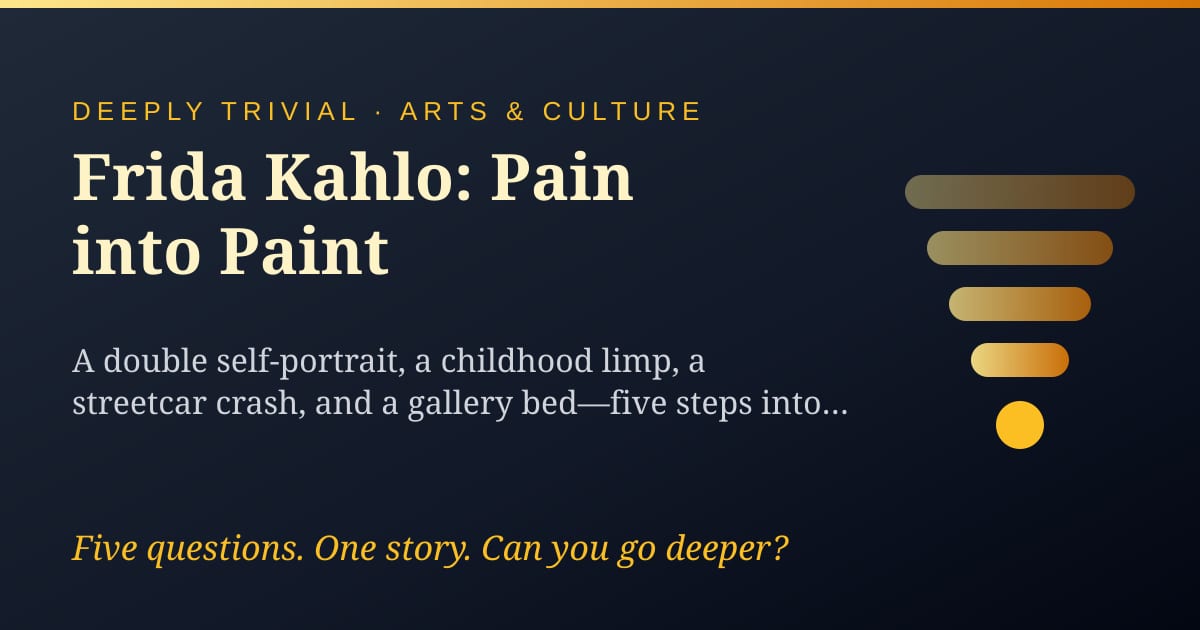 DEEPLY TRIVIAL · ARTS & CULTURE
Frida Kahlo: Pain
into Paint
A double self-portrait, a childhood limp, a
streetcar crash, and a gallery bed—five steps into…
Five questions. One story. Can you go deeper?